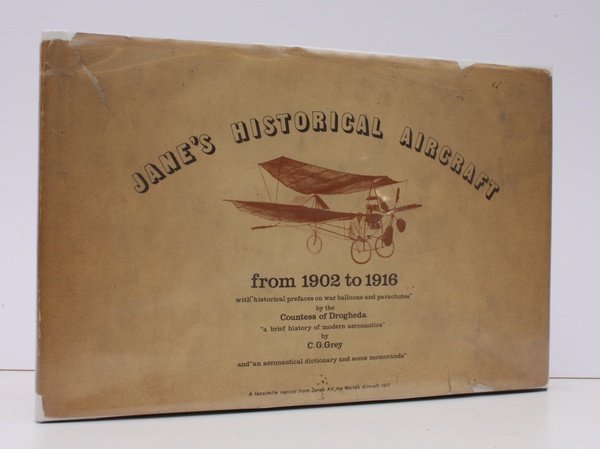 JANE'S HISTORICAL AIRCRAFT
from 1902 to 1916
with "historical prefaces on war balloons and parachutes"
by the
Countess of Drogheda
"a brief history of modern aeronautics"
by
C.G.Grey
and "an aeronautical dictionary and some memoranda"
A facsimile reprint from Jane's All the World's Aircraft 1917